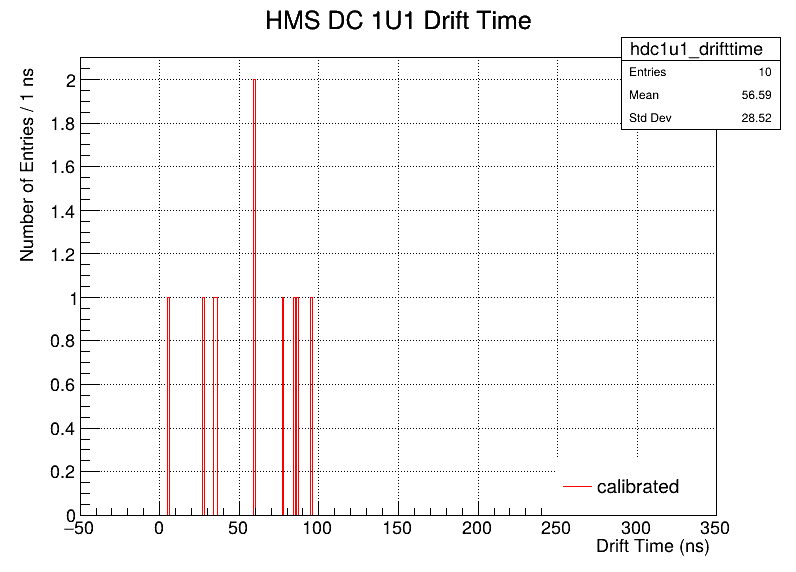 HMS DC 1U1 Drift Time
hdc1u1_drifttime
Entries 10
Mean 56.59
Std Dev 28.52
Number of Entries / 1 ns
2
1.8
1.6
1.4
1.2
1
0.8
0.6
0.4
0.2
0
calibrated
−50 0 50 100 150 200 250 300 350
Drift Time (ns)